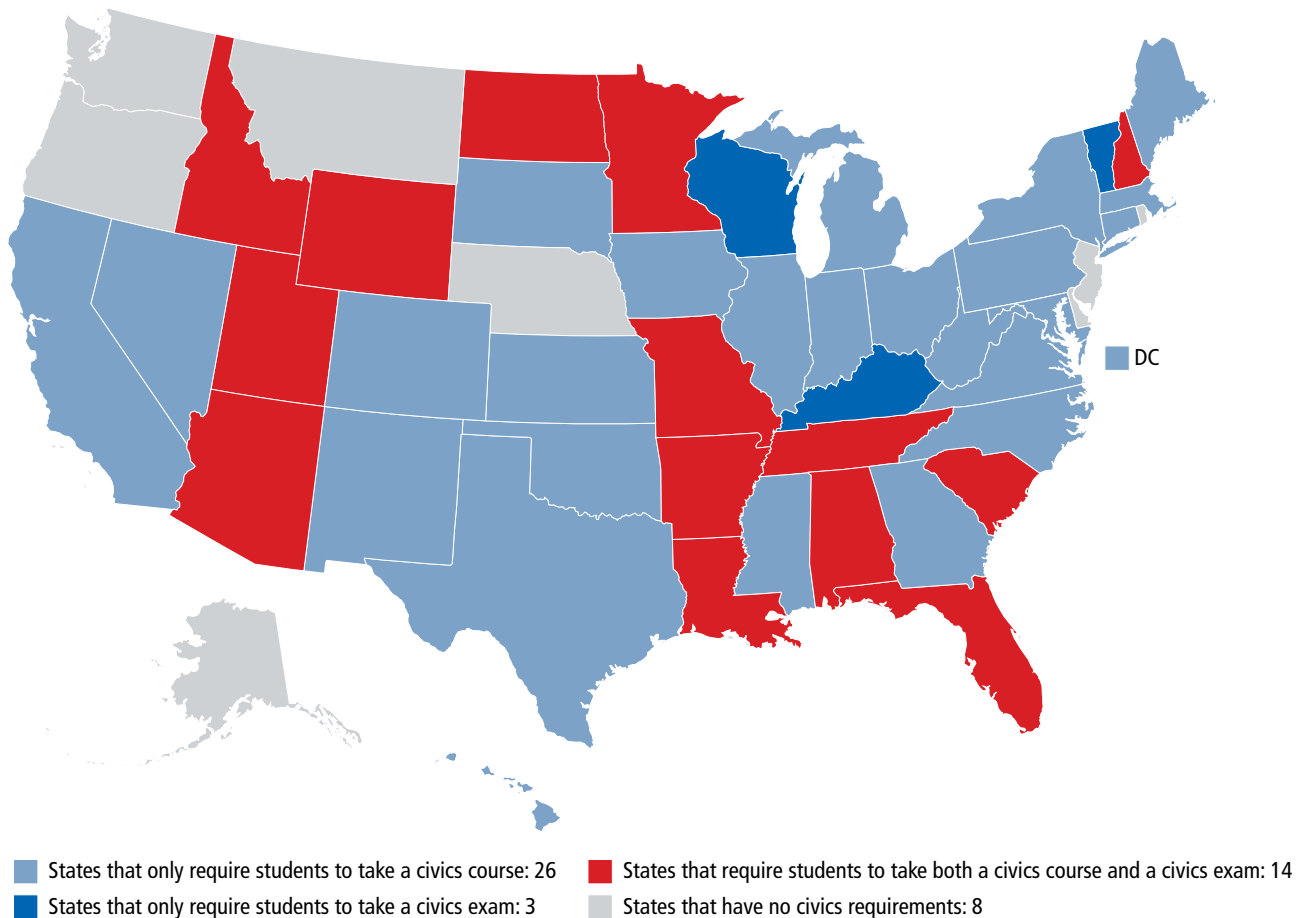 DC
States that only require students to take a civics course: 26
States that require students to take both a civics course and a civics exam: 14
States that only require students to take a civics exam: 3
States that have no civics requirements: 8